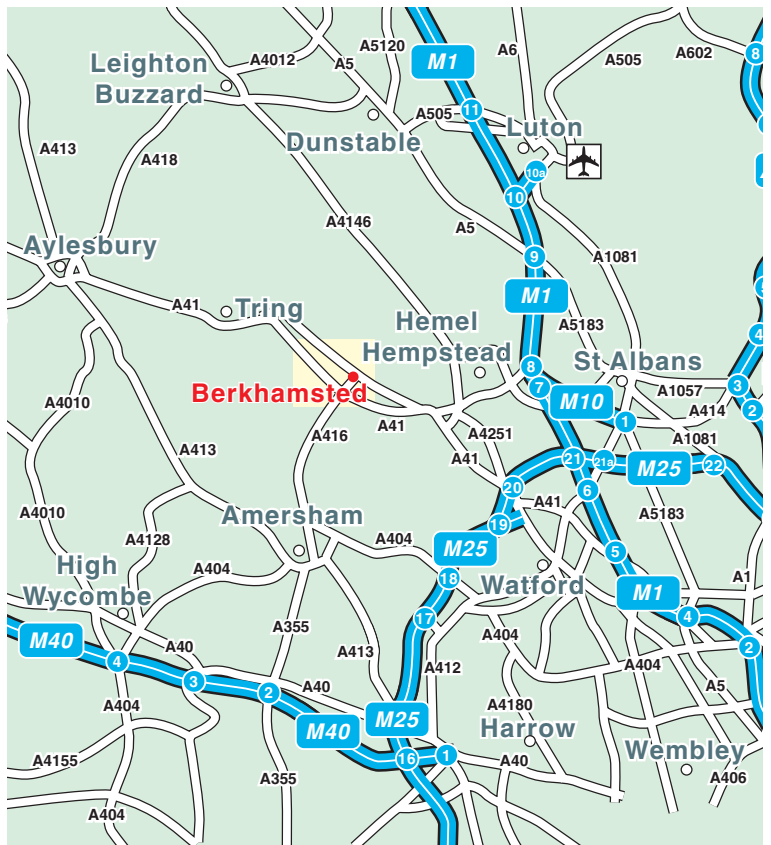 A5120
A6
A602
M1
8
A4012
A5
A505
Leighton
Buzzard
11
A505
Luton
Dunstable
A413
A418
10a
10
A4146
A5
Aylesbury
A1081
9
M1
A41
Tring
A5183
Hemel
Hempstead
4
8
St Albans
7
3
A1057
Berkhamsted
M10
2
A4010
A416
A41
A4251
1
A414
A413
A41
A1081
21
21a
M25
22
20
6
A4010
A41
Amersham
19
A5183
A4128
A404
M25
5
High
Wycombe
A404
18
Watford
A1
M1
17
4
A355
A404
M40
A40
A413
2
4
A412
A404
3
2
A40
A5
A404
A4180
M25
M40
Harrow
Wembley
A4155
16
1
A40
A355
A406
A404